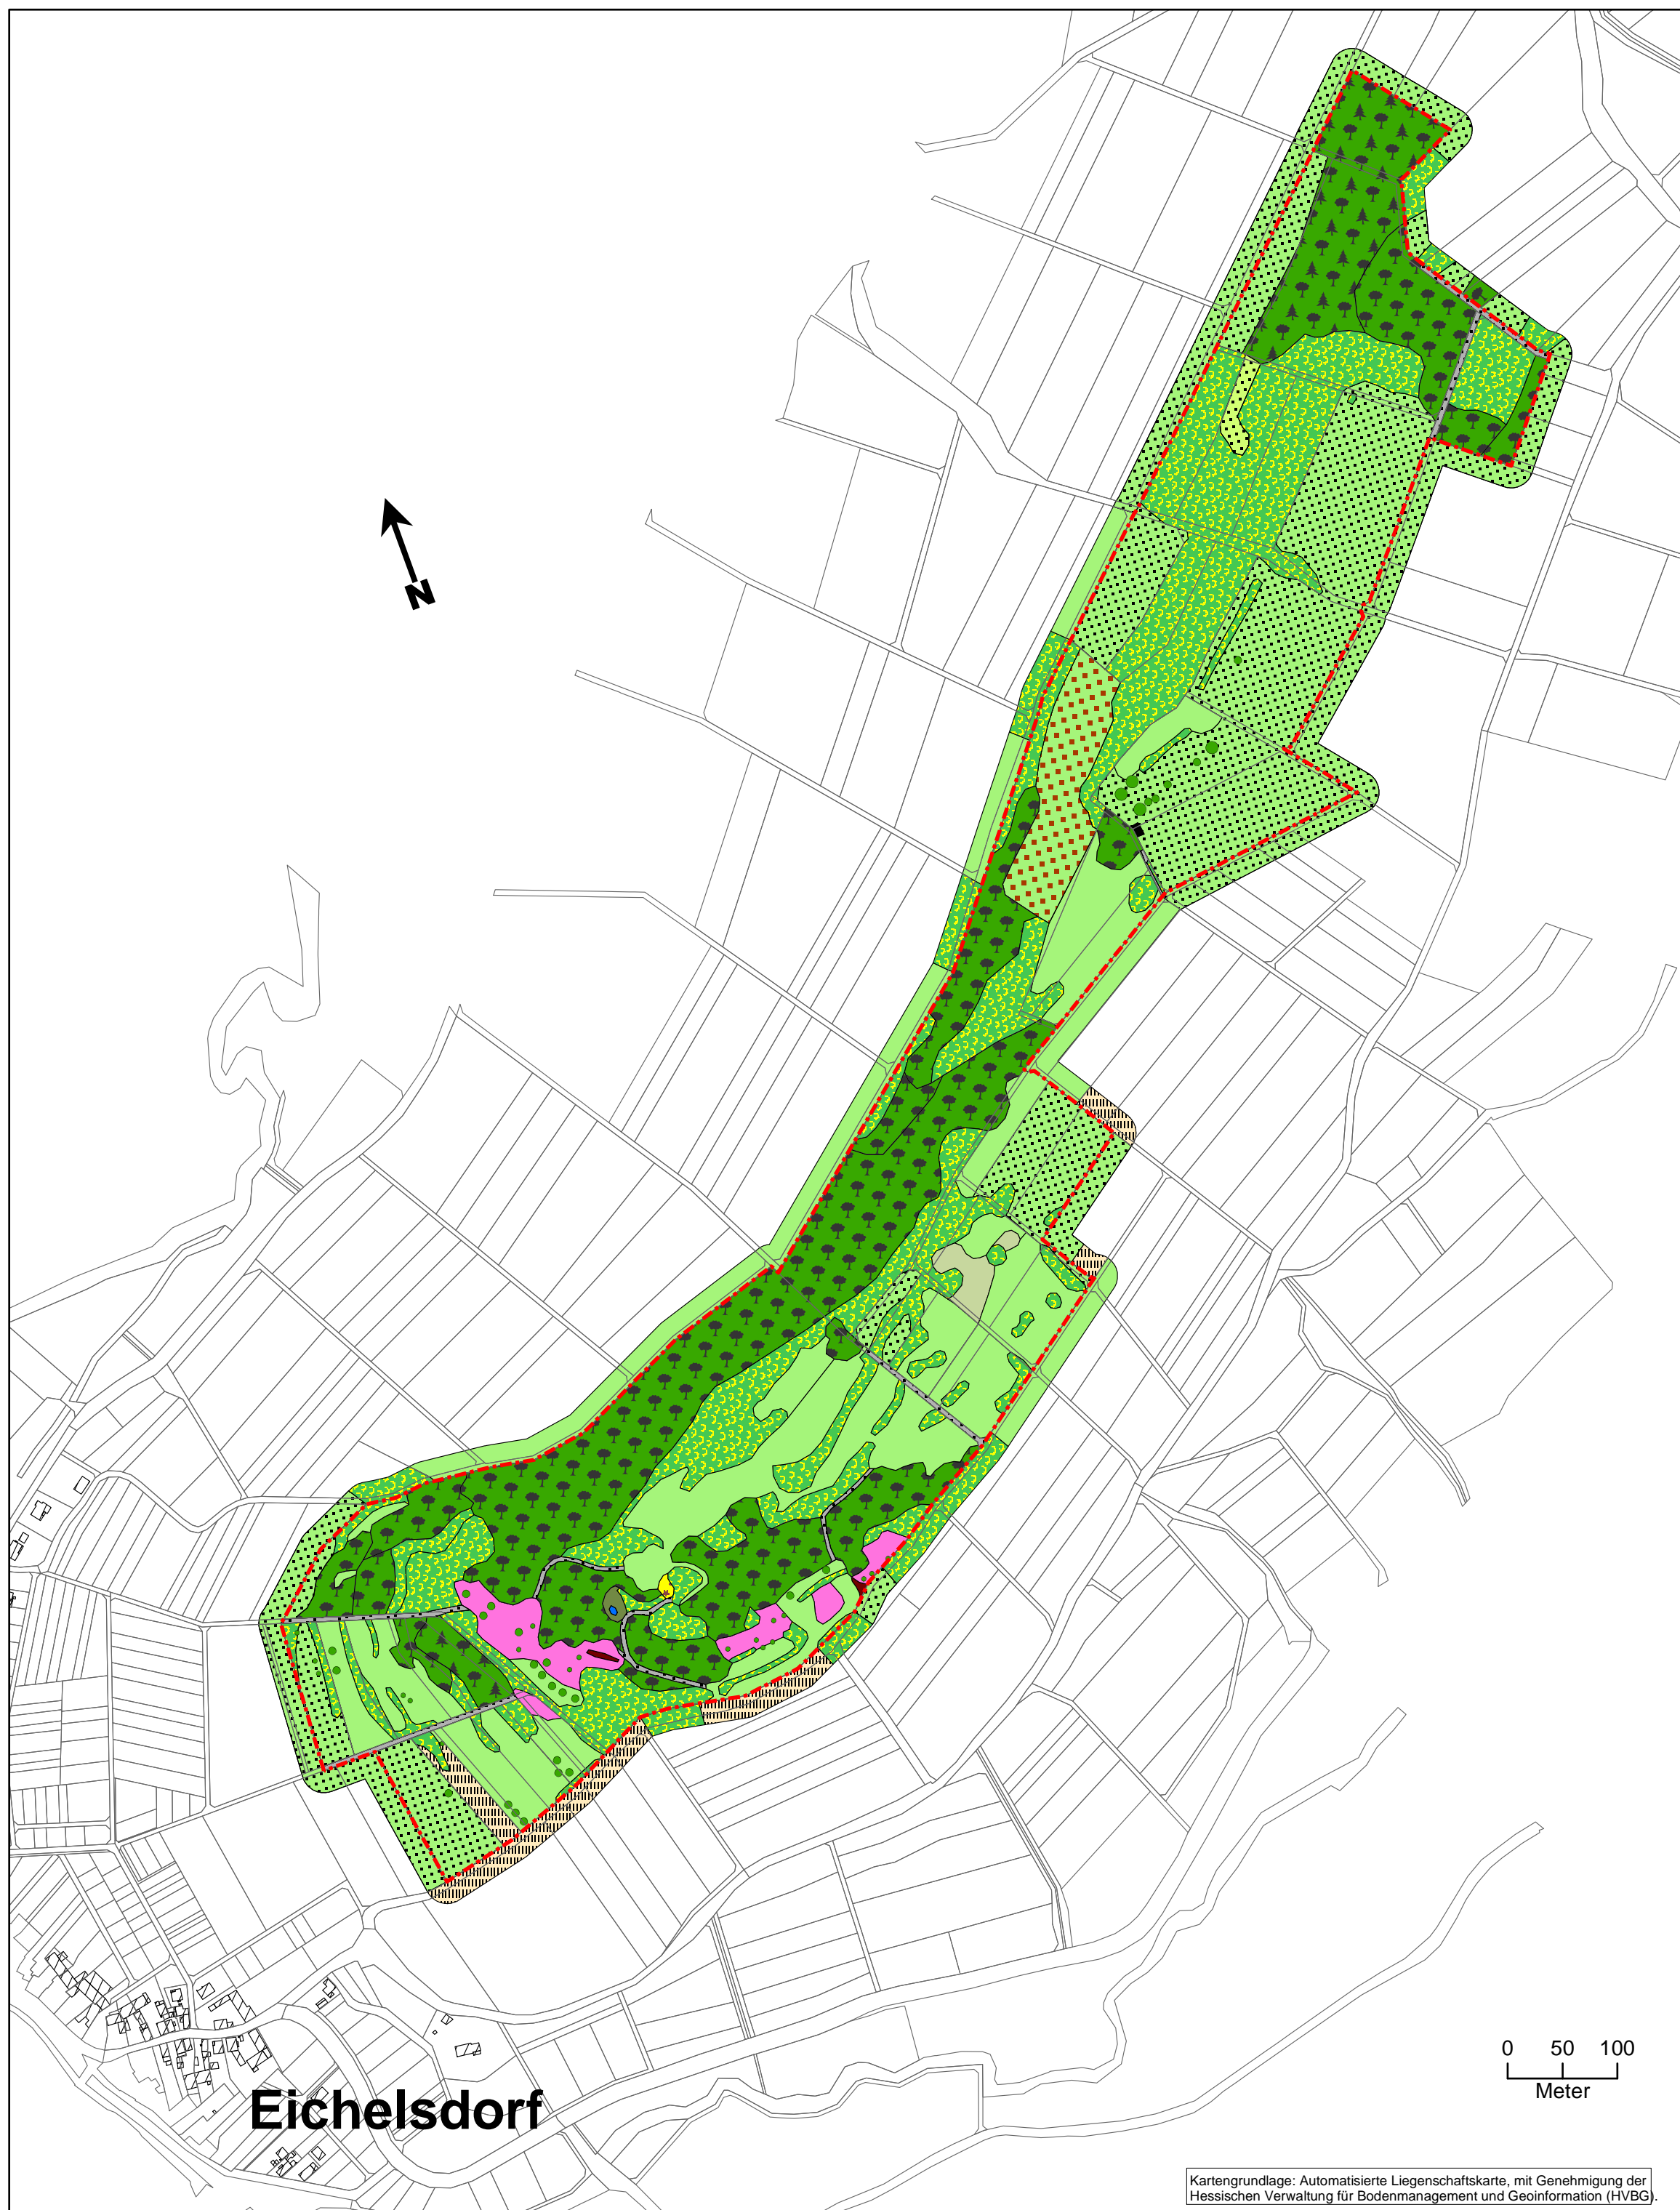 N
0 50 100
Meter
Eichelsdorf
Kartengrundlage: Automatisierte Liegenschaftskarte, mit Genehmigung der
Hessischen Verwaltung für Bodenmanagement und Geoinformation (HVBG).